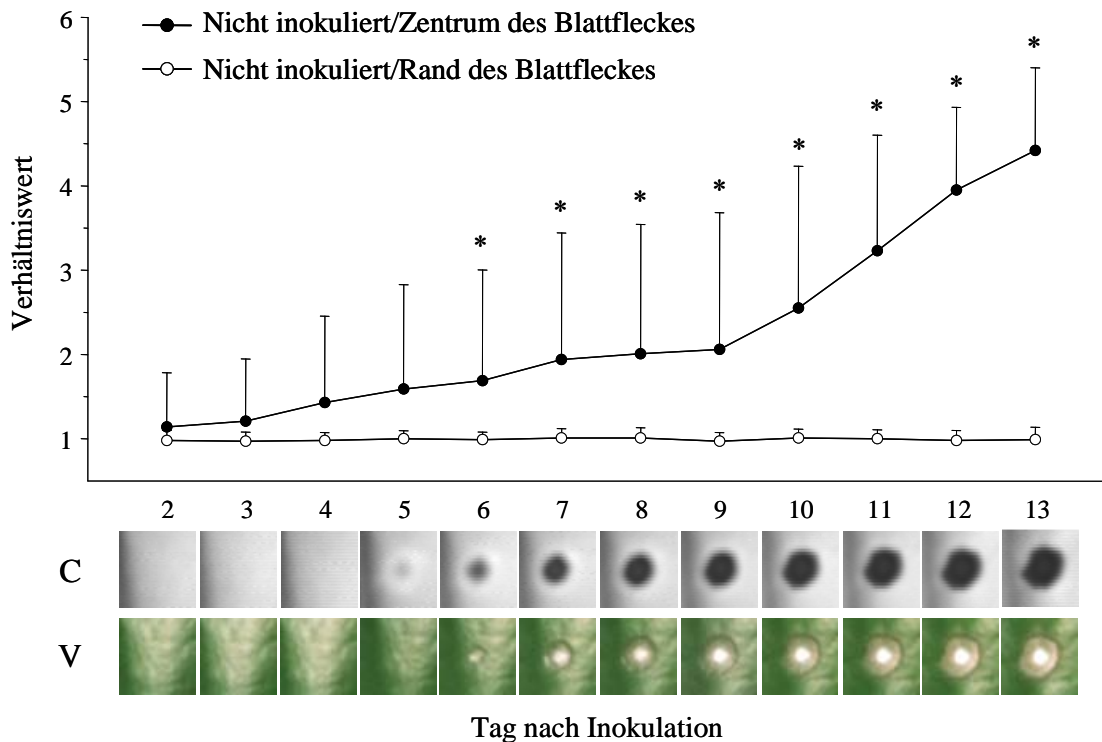 6
Nicht inokuliert/Zentrum des Blattfleckes
Nicht inokuliert/Rand des Blattfleckes
5
4
3
2
1
Verhältniswert
* * * * * * * *
2 3 4 5 6 7 8 9 10 11 12 13
C
V
Tag nach Inokulation